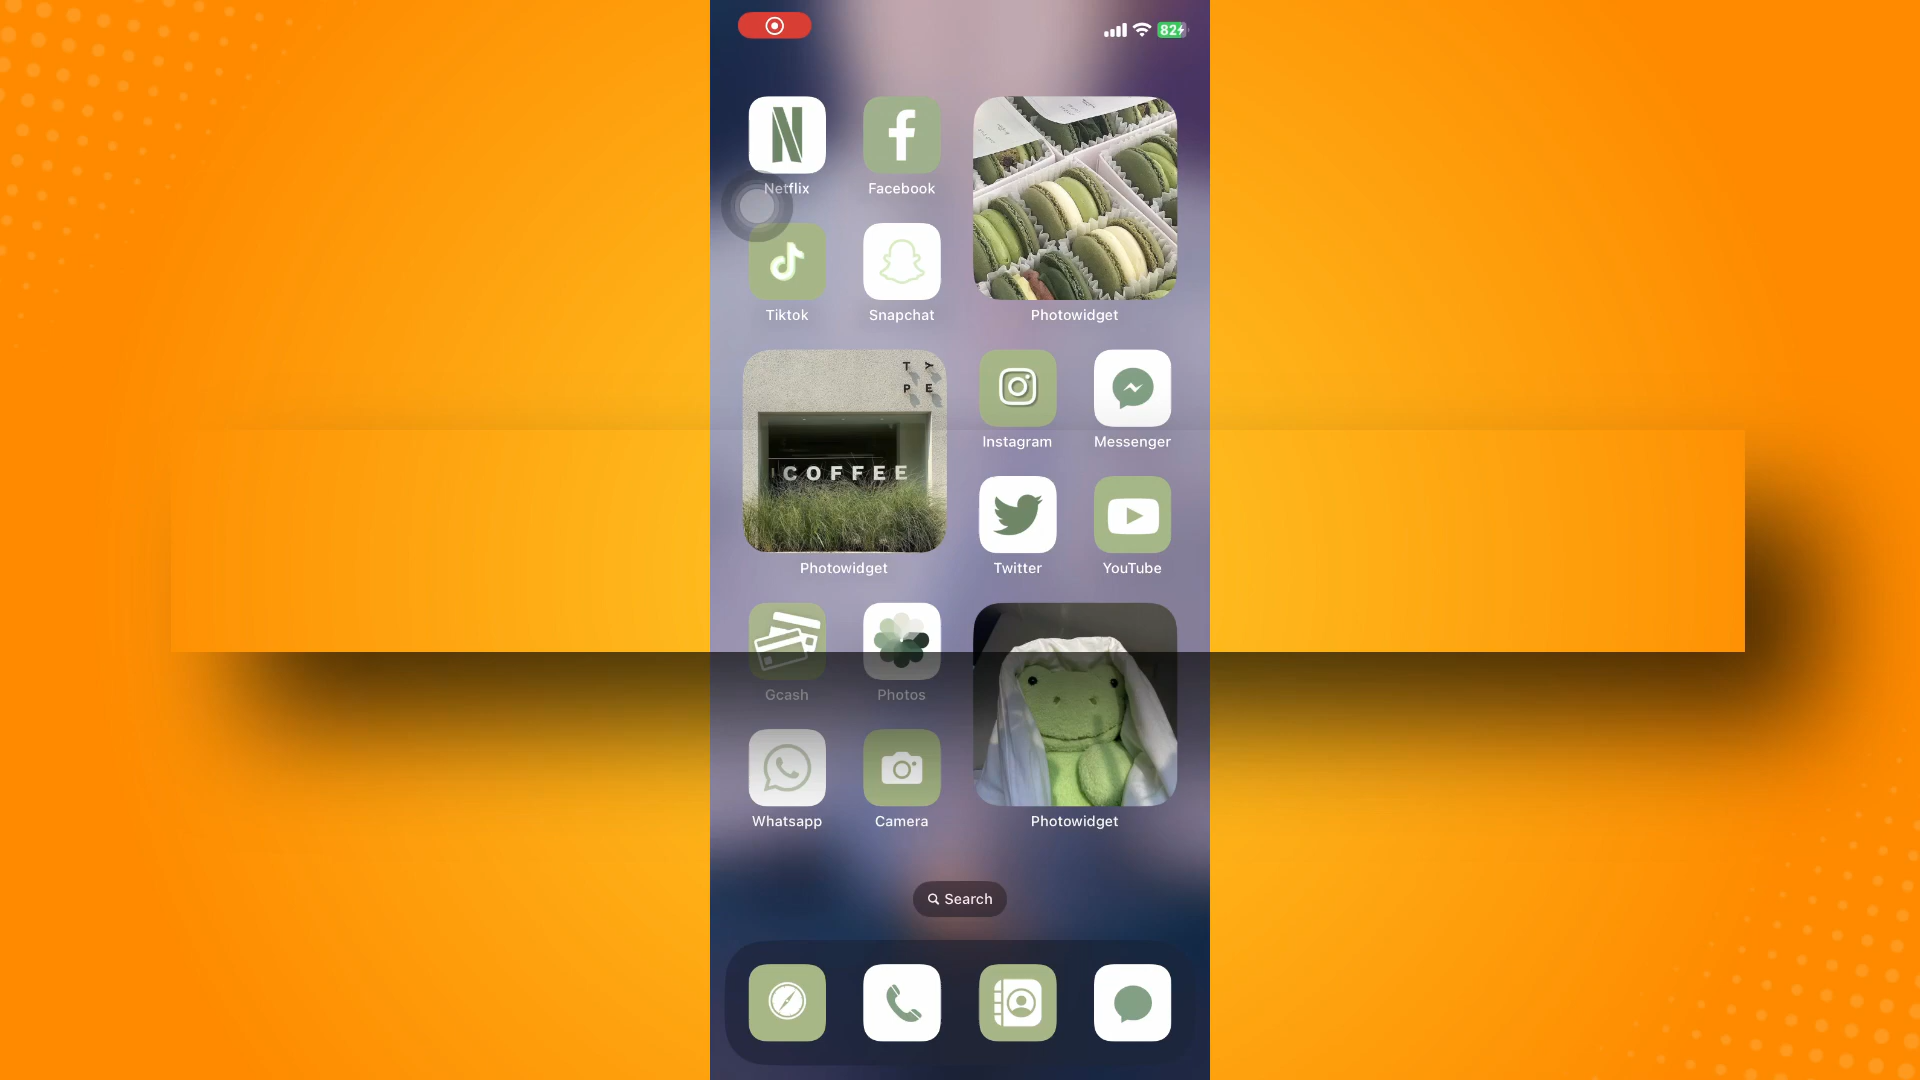 82
N
Netflix
Facebook
Tiktok
Snapchat
Photowidget
T Y
P E
COFFEE
Photowidget
Instagram
Messenger
Twitter
YouTube
Gcash
Photos
Whatsapp
Camera
Photowidget
Search